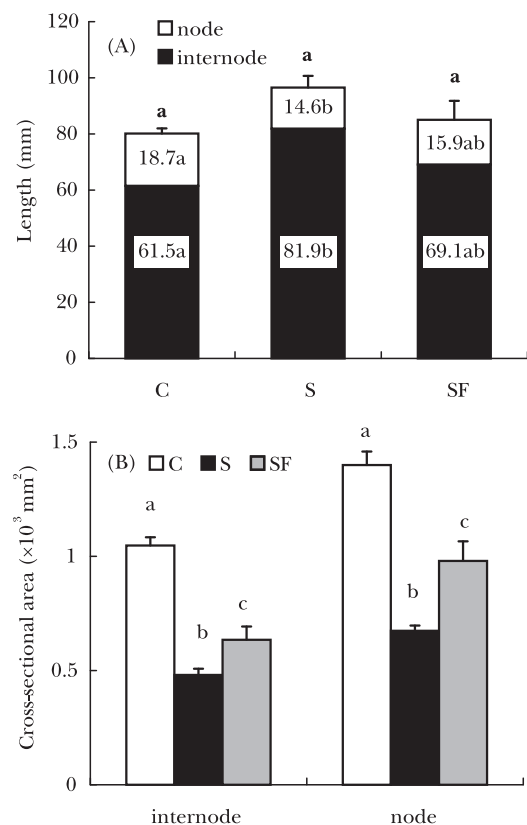 (A)
node
internode
Length (mm)
120
100
80
60
40
20
0
a
a
a
18.7a
14.6b
15.9ab
61.5a
81.9b
69.1ab
C
S
SF
(B)
C
S
SF
Cross-sectional area (×10³ mm²)
1.5
1
0.5
0
a
b
c
a
b
c
internode
node